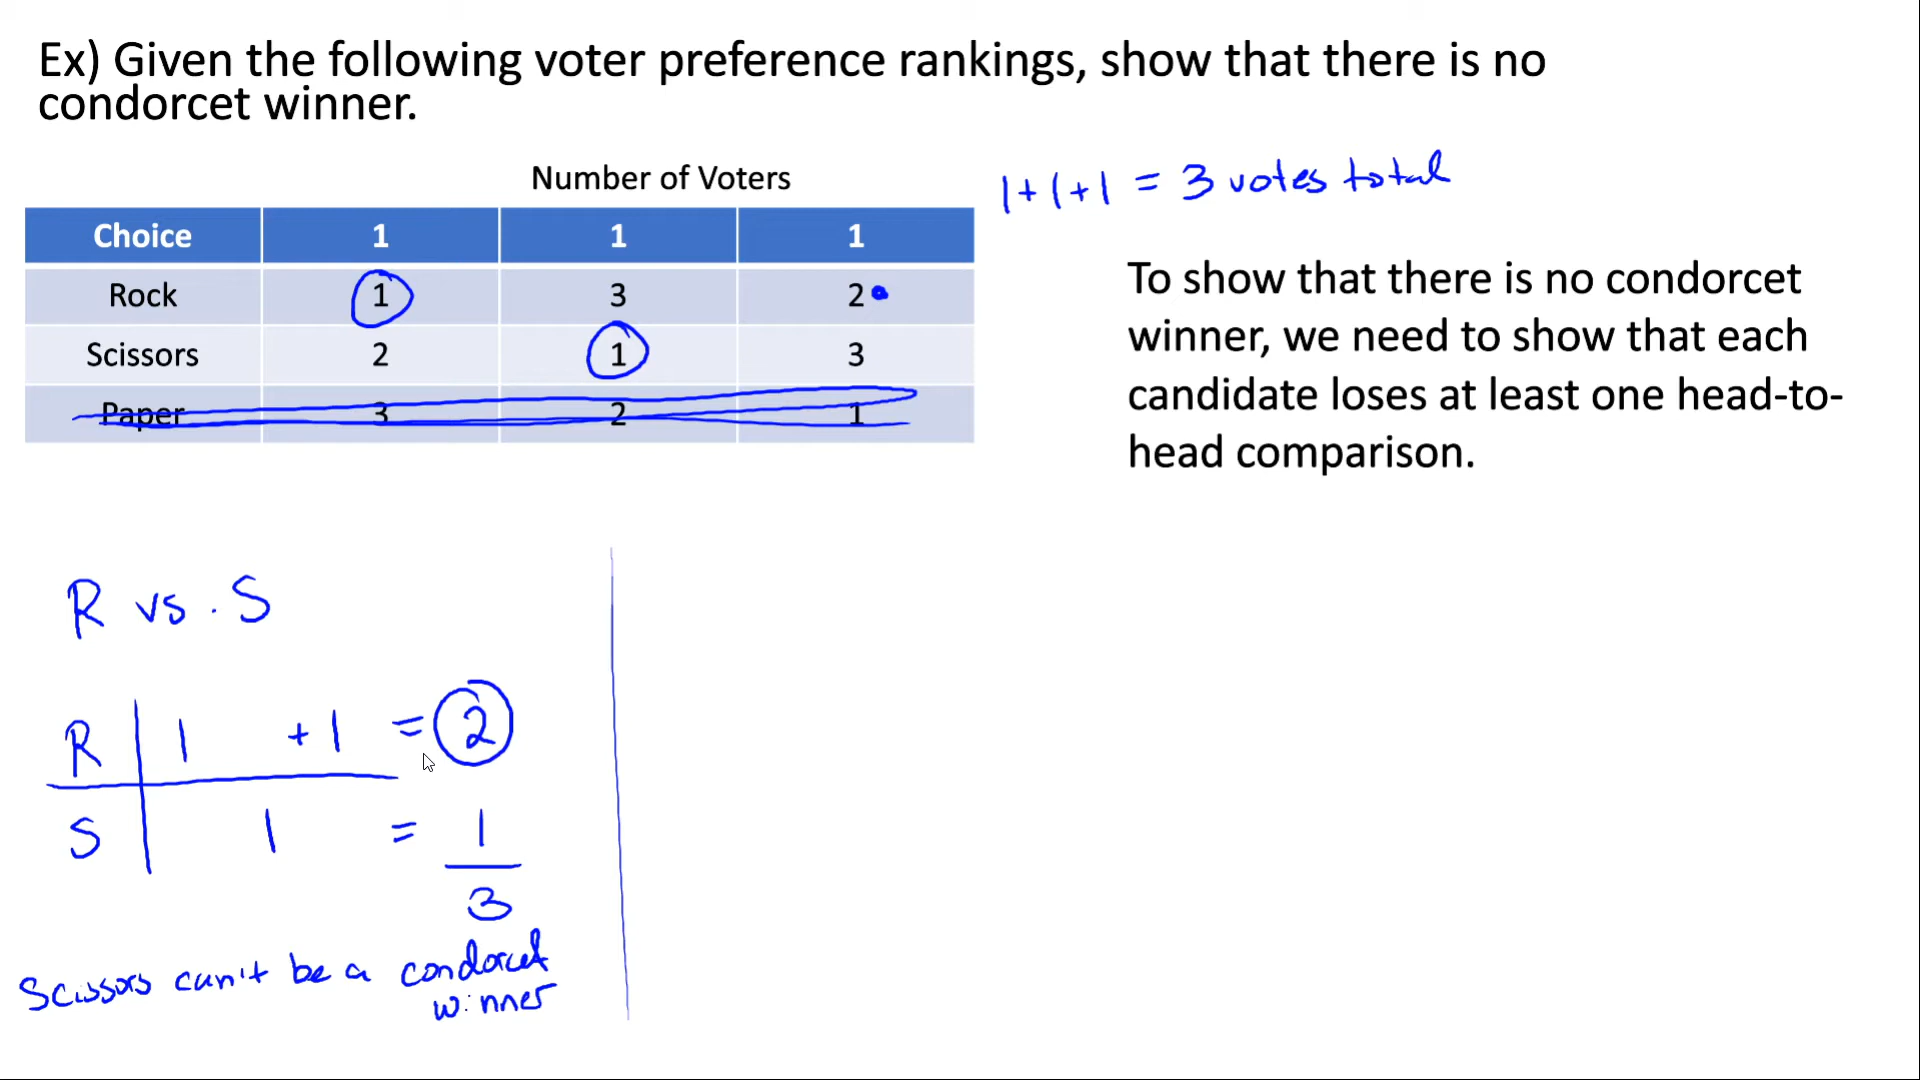 Ex) Given the following voter preference rankings, show that there is no
condorcet winner.
Number of Voters
1+1+1 = 3 votes total
Choice 1 1 1
Rock 1 3 2
Scissors 2 1 3
Paper 3 2 1
To show that there is no condorcet
winner, we need to show that each
candidate loses at least one head-to-
head comparison.
R vs. S
R 1 +1 = 2
S 1 = 1
3
Scissors can't be a condorcet
winner